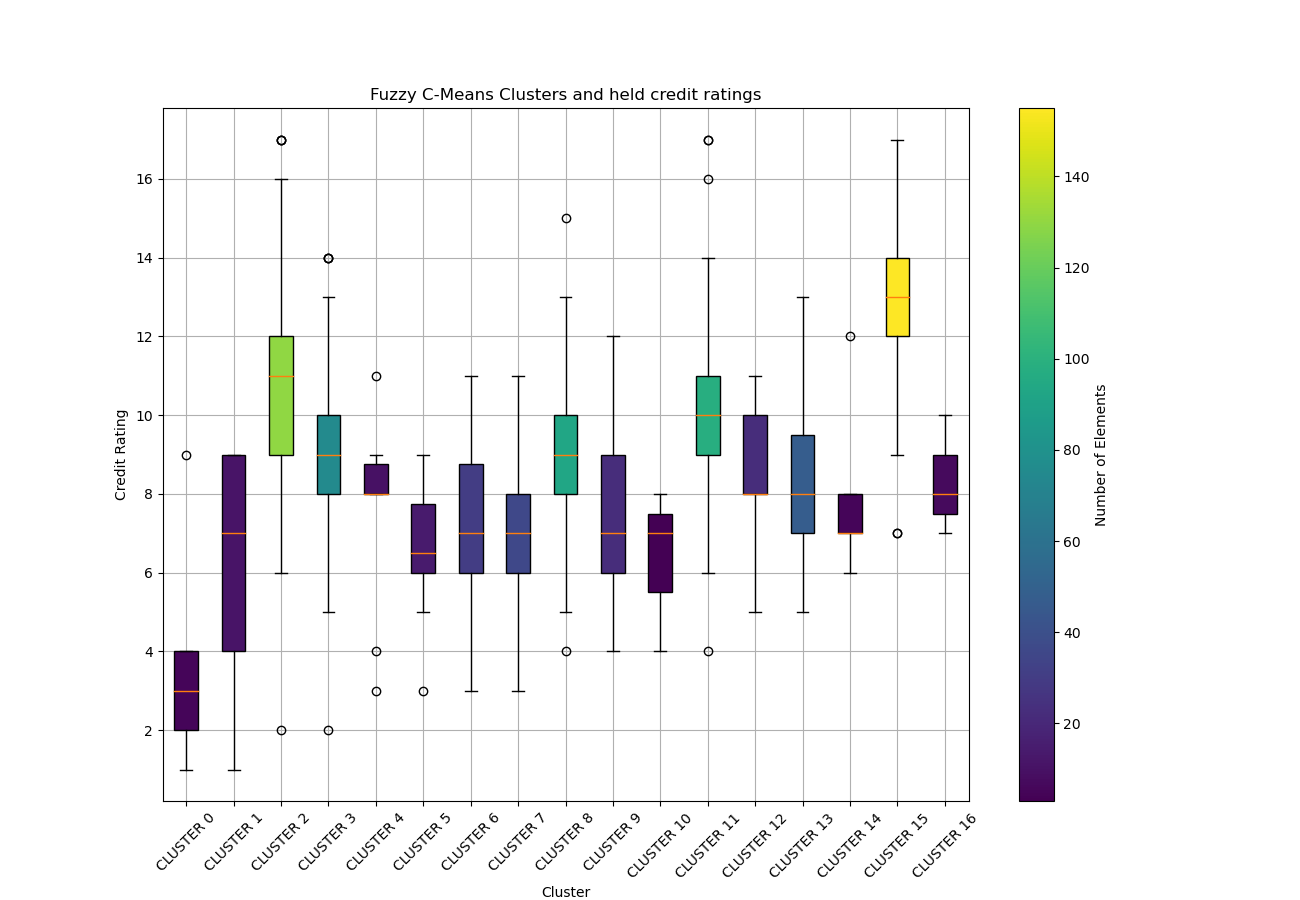 Fuzzy C-Means Clusters and held credit ratings
Credit Rating
16
14
12
10
8
6
4
2
CLUSTER 0
CLUSTER 1
CLUSTER 2
CLUSTER 3
CLUSTER 4
CLUSTER 5
CLUSTER 6
CLUSTER 7
CLUSTER 8
CLUSTER 9
CLUSTER 10
CLUSTER 11
CLUSTER 12
CLUSTER 13
CLUSTER 14
CLUSTER 15
CLUSTER 16
Cluster
140
120
100
80
60
40
20
Number of Elements